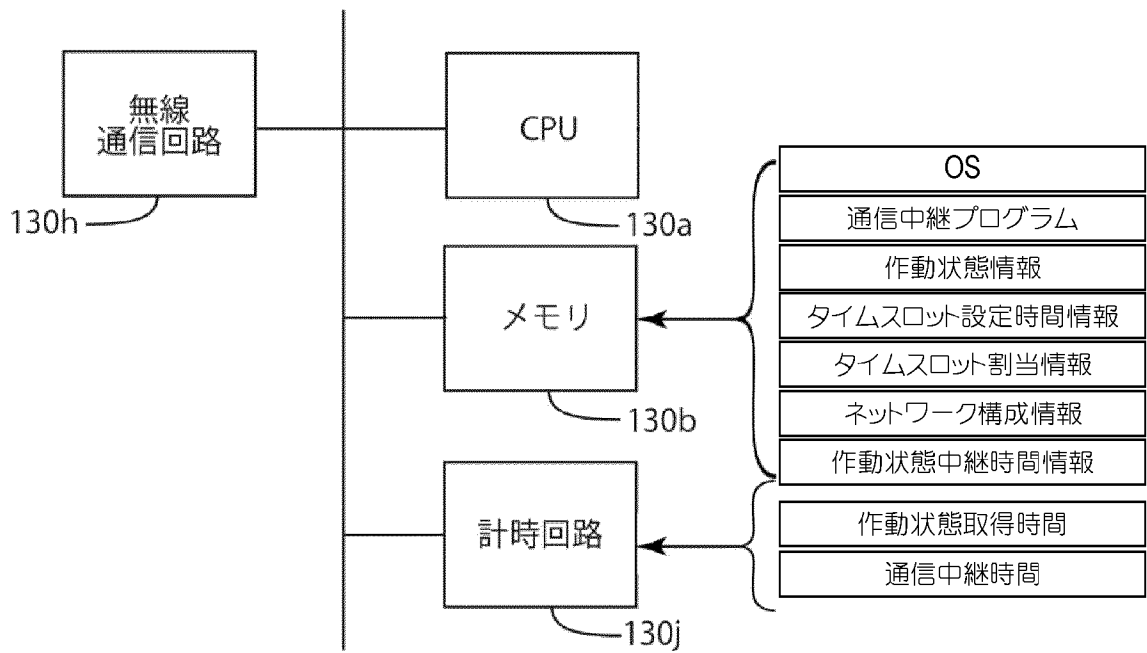 無線
通信回路
130h
CPU
130a
メモリ
130b
計時回路
130j
OS
通信中継プログラム
作動状態情報
タイムスロット設定時間情報
タイムスロット割当情報
ネットワーク構成情報
作動状態中継時間情報
作動状態取得時間
通信中継時間